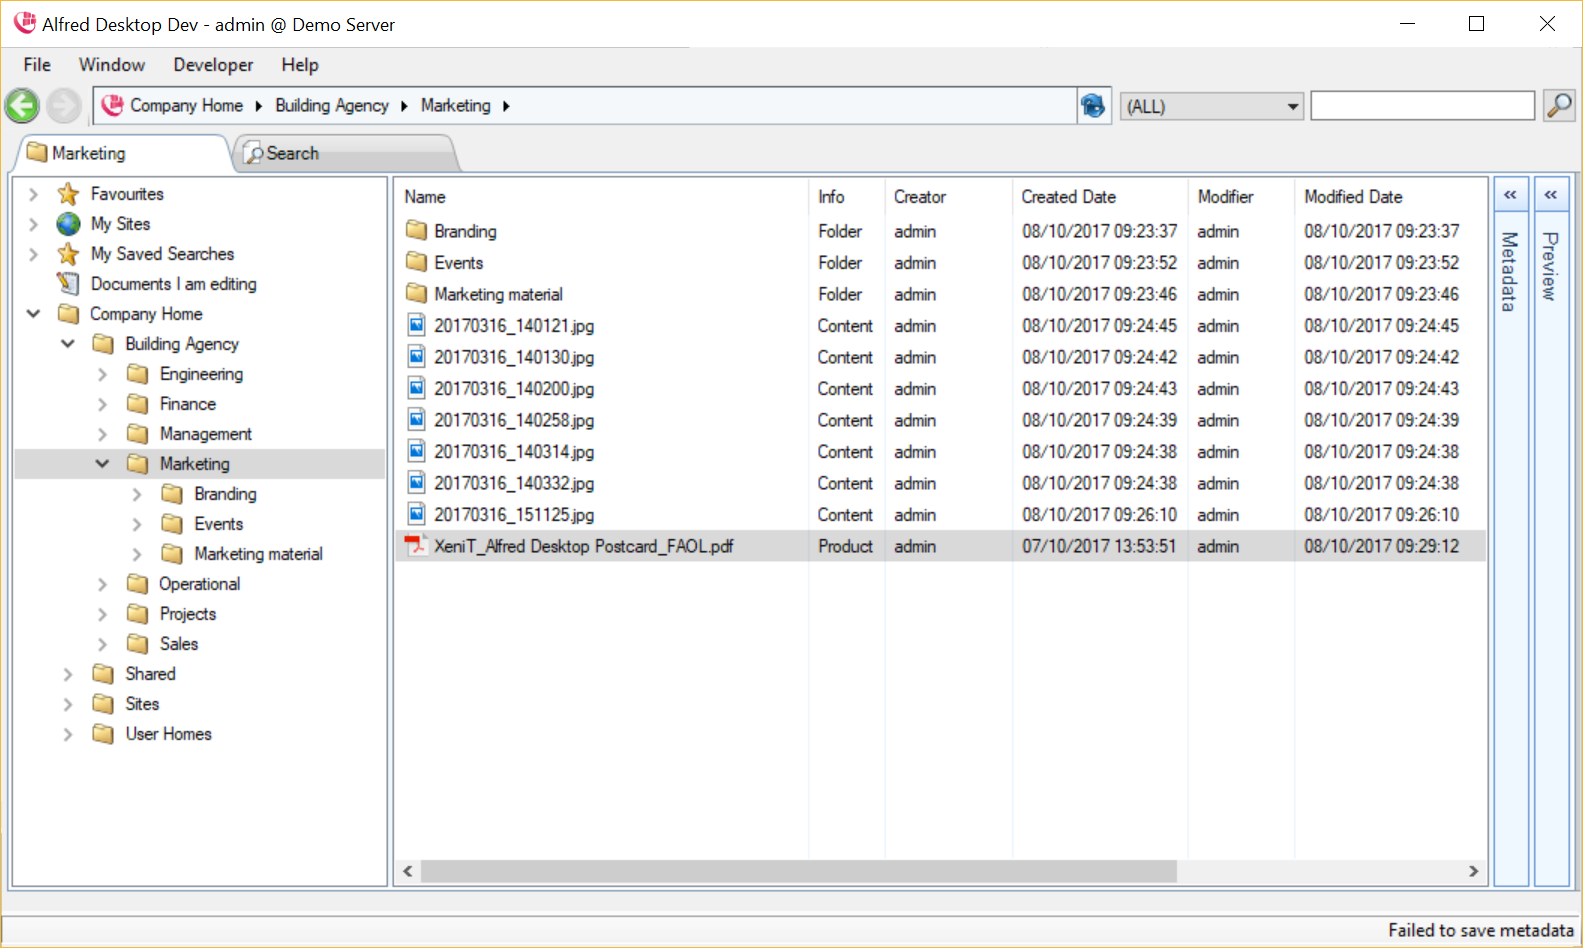 Alfred Desktop Dev - admin @ Demo Server
File Window Developer Help
Company Home Building Agency Marketing (ALL)
Marketing Search
Favourites
My Sites
My Saved Searches
Documents I am editing
Company Home
Building Agency
Engineering
Finance
Management
Marketing
Branding
Events
Marketing material
Operational
Projects
Sales
Shared
Sites
User Homes
Name Info Creator Created Date Modifier Modified Date
Branding Folder admin 08/10/2017 09:23:37 admin 08/10/2017 09:23:37
Events Folder admin 08/10/2017 09:23:52 admin 08/10/2017 09:23:52
Marketing material Folder admin 08/10/2017 09:23:46 admin 08/10/2017 09:23:46
20170316_140121.jpg Content admin 08/10/2017 09:24:45 admin 08/10/2017 09:24:45
20170316_140130.jpg Content admin 08/10/2017 09:24:42 admin 08/10/2017 09:24:42
20170316_140200.jpg Content admin 08/10/2017 09:24:43 admin 08/10/2017 09:24:43
20170316_140258.jpg Content admin 08/10/2017 09:24:39 admin 08/10/2017 09:24:39
20170316_140314.jpg Content admin 08/10/2017 09:24:38 admin 08/10/2017 09:24:38
20170316_140332.jpg Content admin 08/10/2017 09:24:38 admin 08/10/2017 09:24:38
20170316_151125.jpg Content admin 08/10/2017 09:26:10 admin 08/10/2017 09:26:10
XeniT_Alfred Desktop Postcard_FAOL.pdf Product admin 07/10/2017 13:53:51 admin 08/10/2017 09:29:12
Metadata
Preview
Failed to save metadata